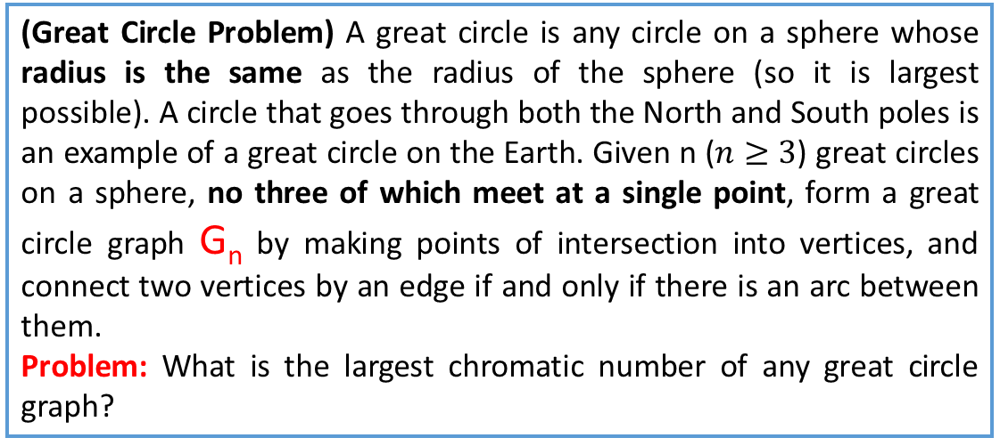 (Great Circle Problem) A great circle is any circle on a sphere whose
radius is the same as the radius of the sphere (so it is largest
possible). A circle that goes through both the North and South poles is
an example of a great circle on the Earth. Given n (𝑛 ≥ 3) great circles
on a sphere, no three of which meet at a single point, form a great
circle graph Gₙ by making points of intersection into vertices, and
connect two vertices by an edge if and only if there is an arc between
them.
Problem: What is the largest chromatic number of any great circle
graph?